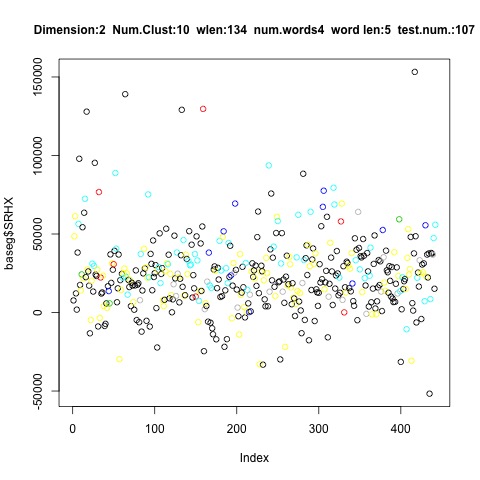 Dimension:2 Num.Clust:10 wlen:134 num.words4 word len:5 test.num.:107
150000
100000
50000
0
-50000
baseg$SRHX
0 100 200 300 400
Index